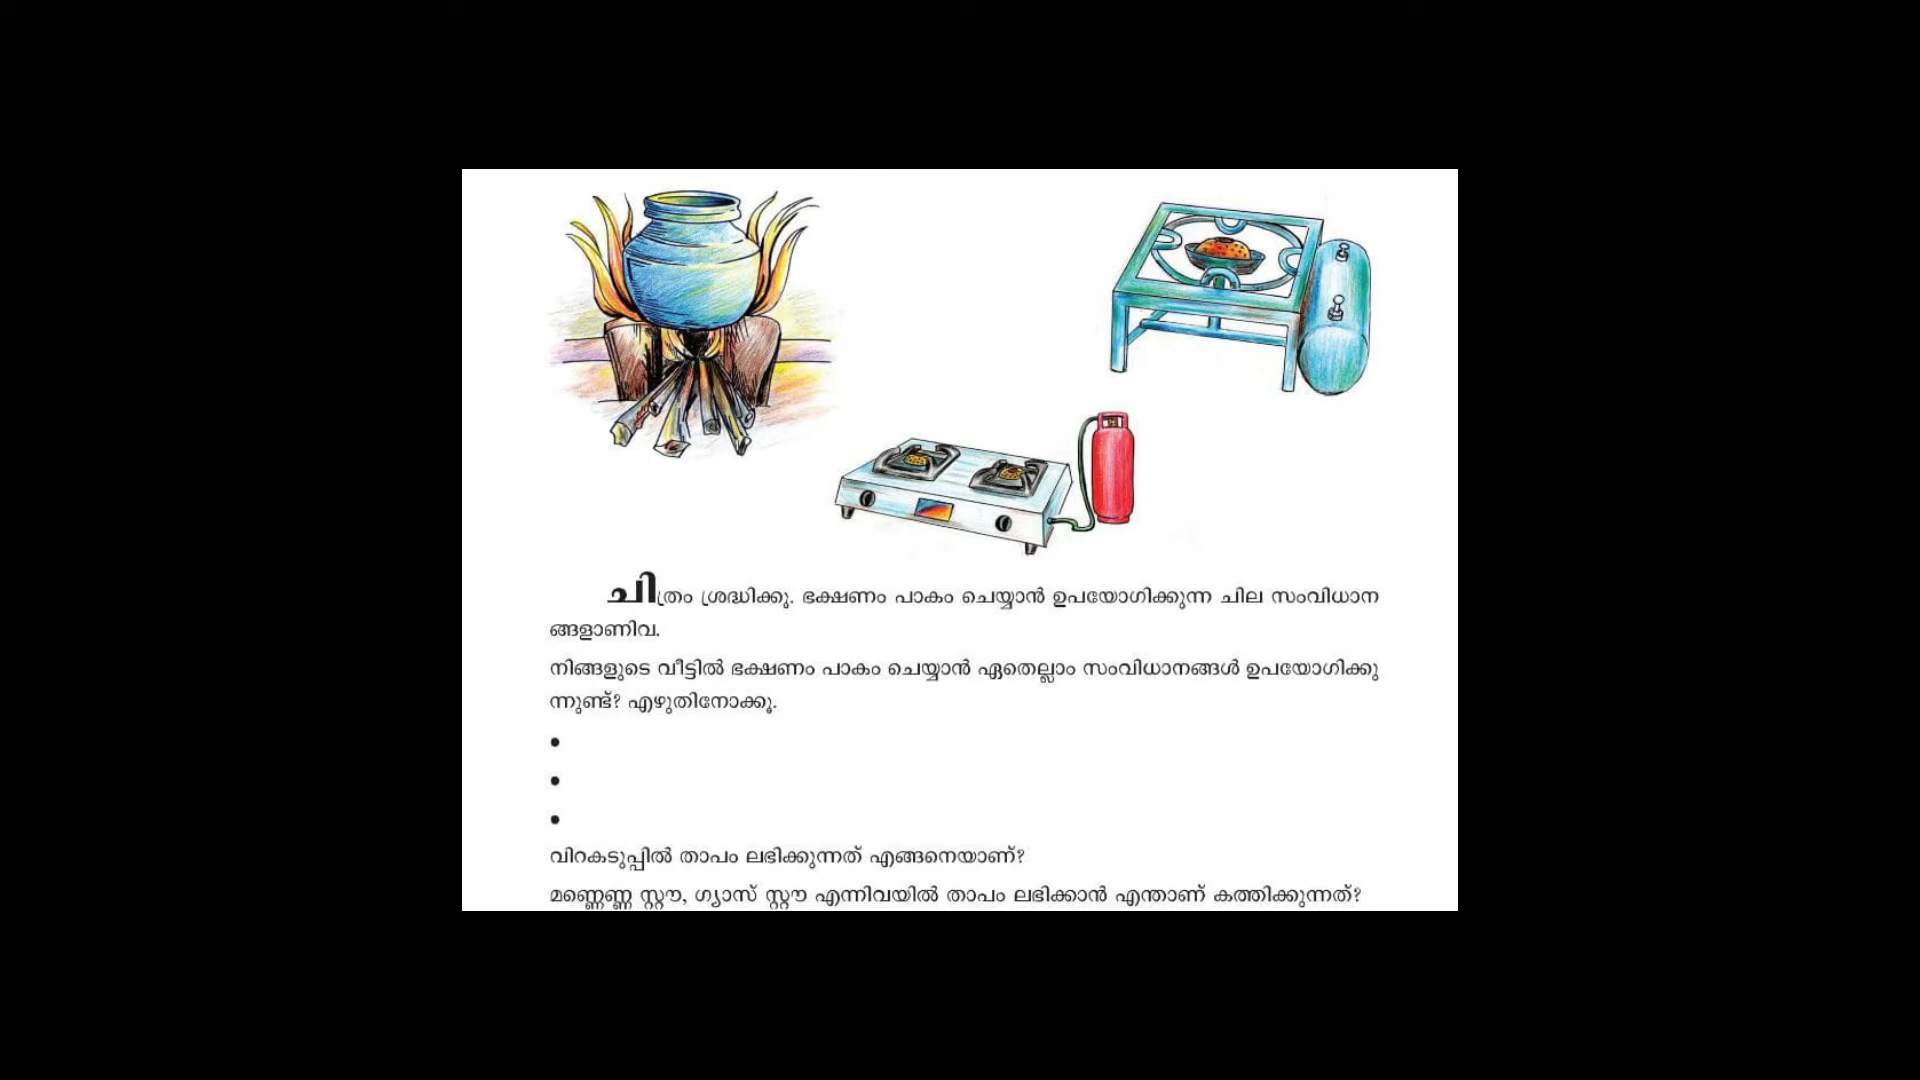 ചിത്രം ശ്രദ്ധിക്കൂ. ഭക്ഷണം പാകം ചെയ്യാൻ ഉപയോഗിക്കുന്ന ചില സംവിധാന
ങ്ങളാണിവ.
നിങ്ങളുടെ വീട്ടിൽ ഭക്ഷണം പാകം ചെയ്യാൻ ഏതെല്ലാം സംവിധാനങ്ങൾ ഉപയോഗിക്കു
ന്നുണ്ട്? എഴുതിനോക്കൂ.
•
•
•
വിറകടുപ്പിൽ താപം ലഭിക്കുന്നത് എങ്ങനെയാണ്?
മണ്ണെണ്ണ സ്റ്റൗ, ഗ്യാസ് സ്റ്റൗ എന്നിവയിൽ താപം ലഭിക്കാൻ എന്താണ് കത്തിക്കുന്നത്?